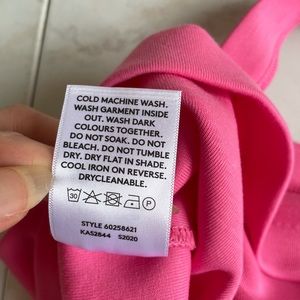 COLD MACHINE WASH.
WASH GARMENT INSIDE
OUT. WASH DARK
COLOURS TOGETHER.
DO NOT SOAK. DO NOT
BLEACH. DO NOT TUMBLE
DRY. DRY FLAT IN SHADE.
COOL IRON ON REVERSE.
DRYCLEANABLE.
30 P
STYLE 60258621
KAS2844 S2020